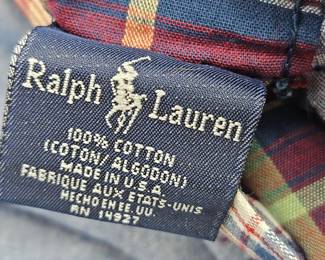 Ralph Lauren
100% COTTON
(COTON/ALGODON)
MADE IN U.S.A.
FABRIQUE AUX ETATS-UNIS
HECHO EN EE.UU.
RN 14927